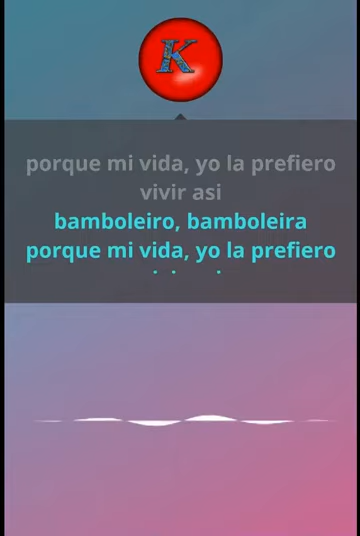 K
porque mi vida, yo la prefiero
vivir asi
bamboleiro, bamboleira
porque mi vida, yo la prefiero